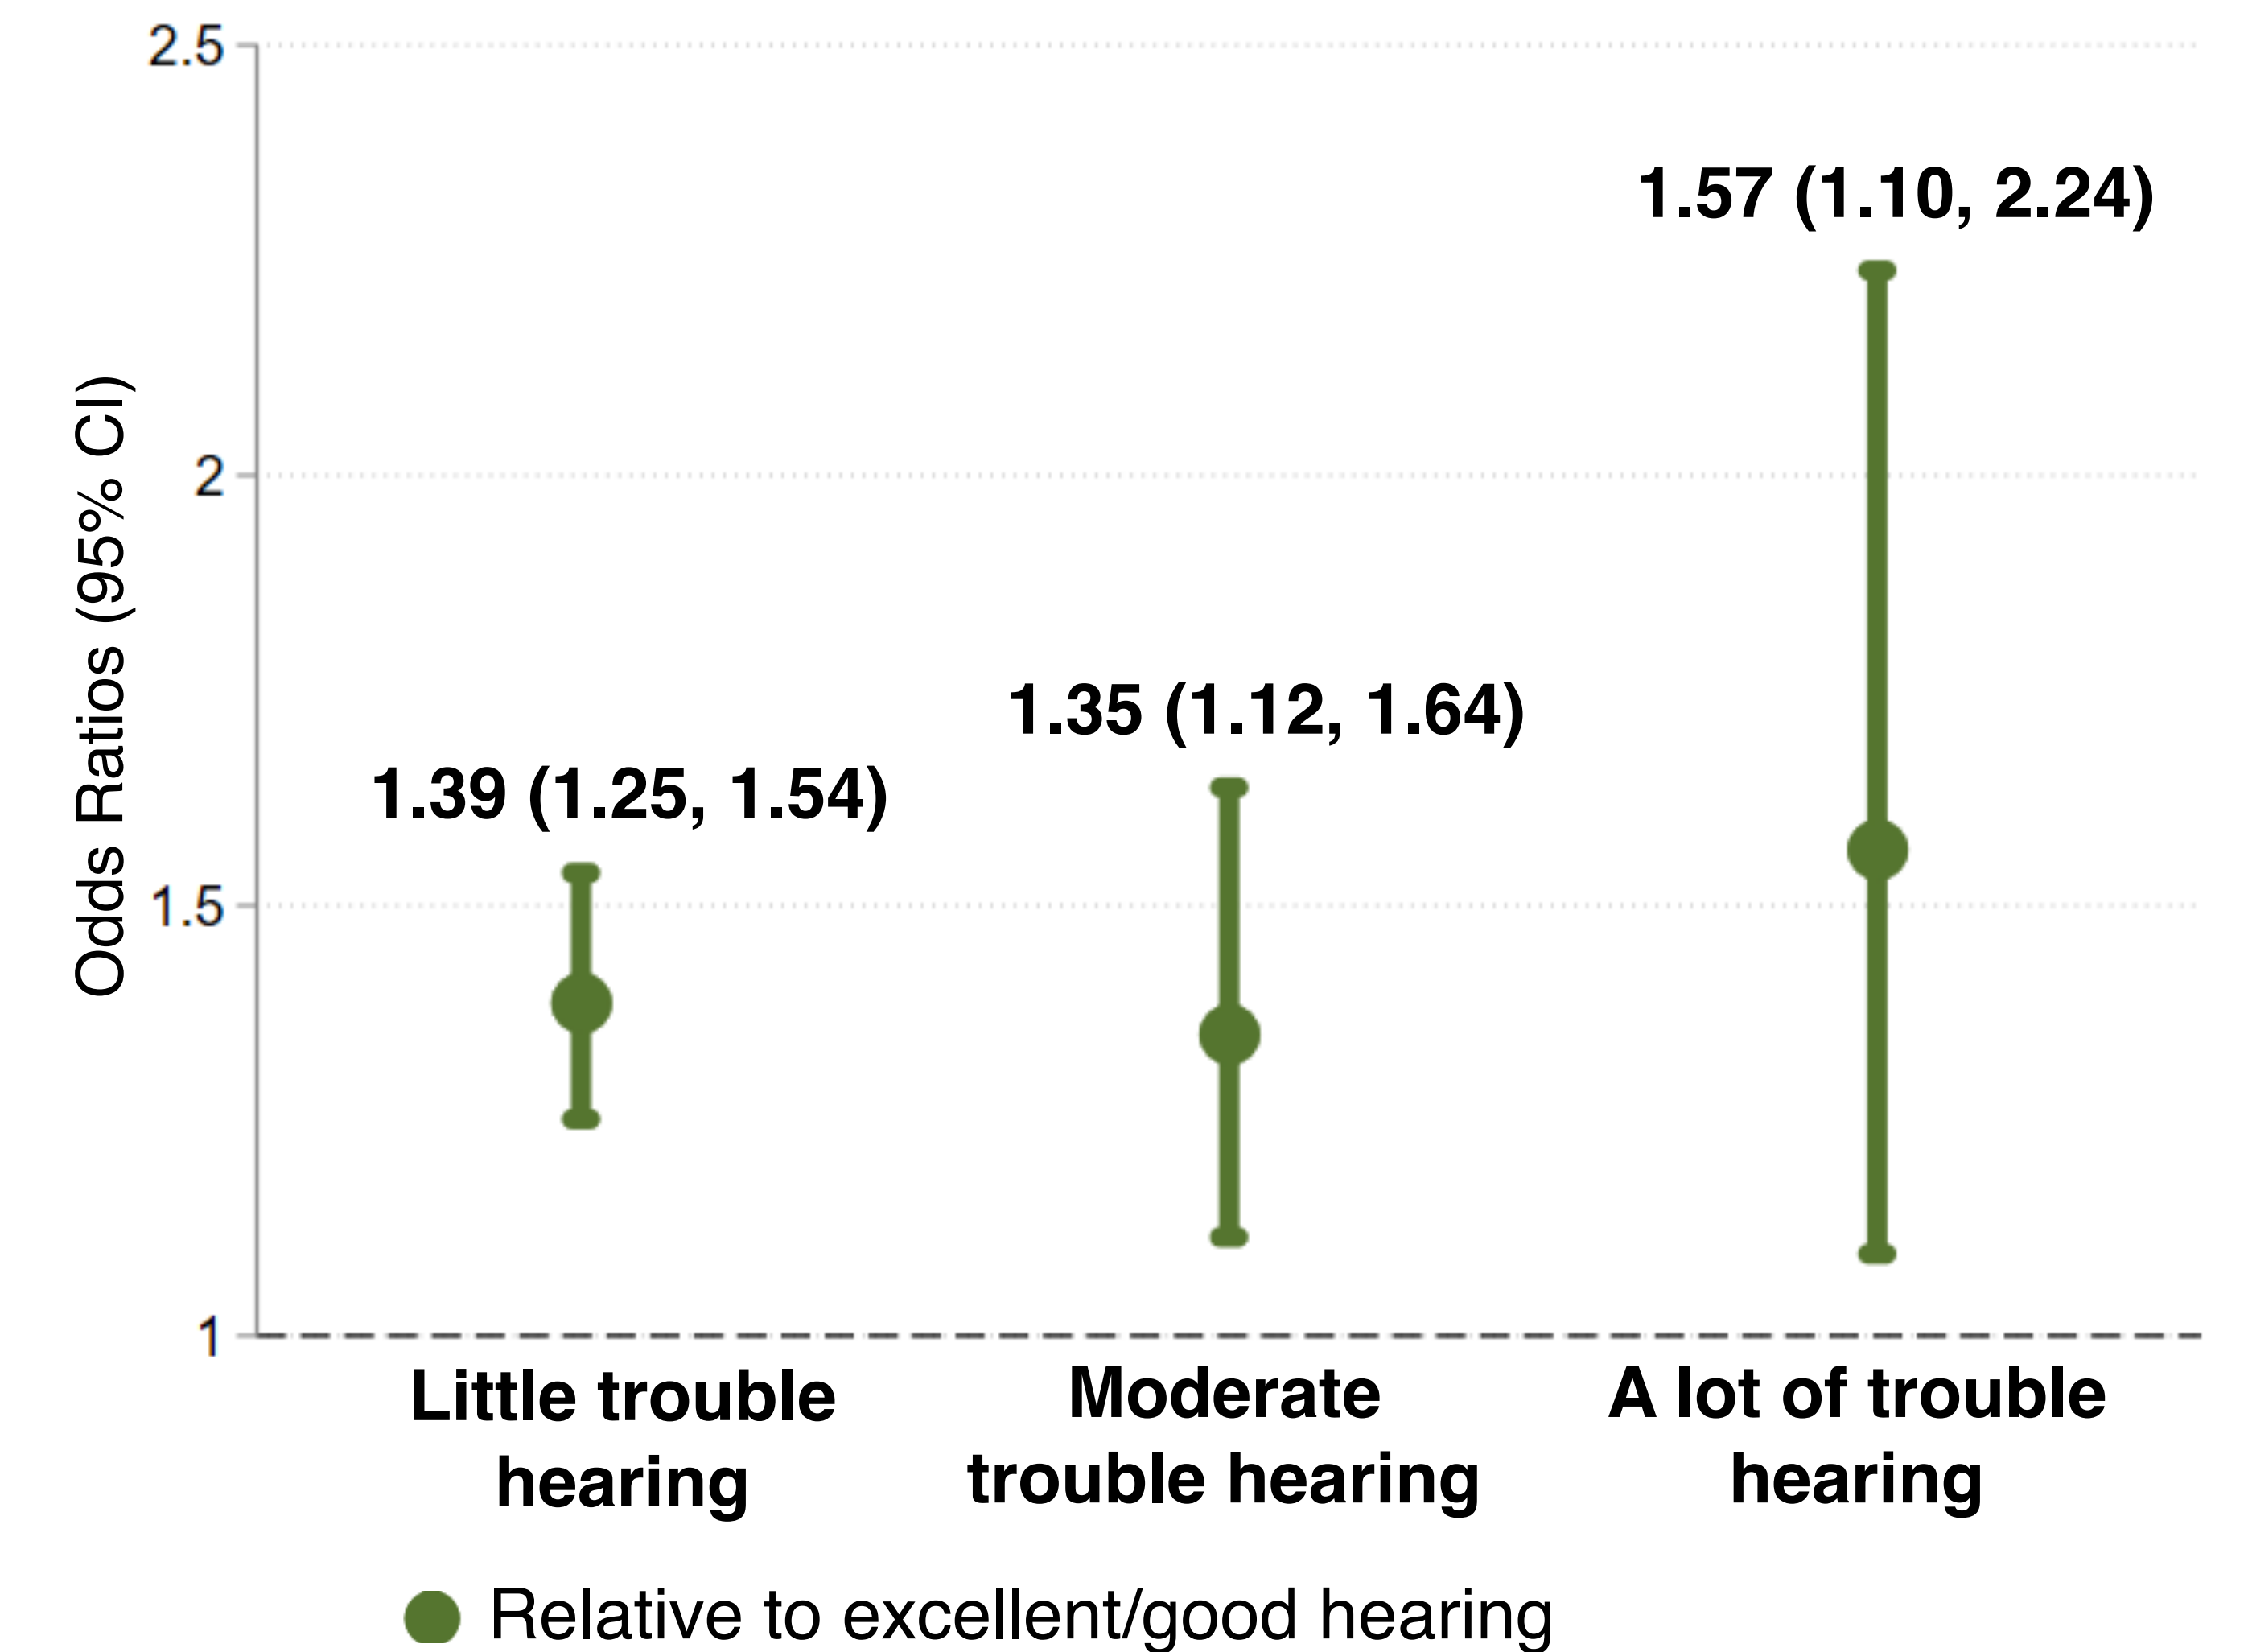 2.5
1.57 (1.10, 2.24)
2
Odds Ratios (95% CI)
1.35 (1.12, 1.64)
1.39 (1.25, 1.54)
1.5
1
Little trouble
hearing
Moderate
trouble hearing
A lot of trouble
hearing
Relative to excellent/good hearing